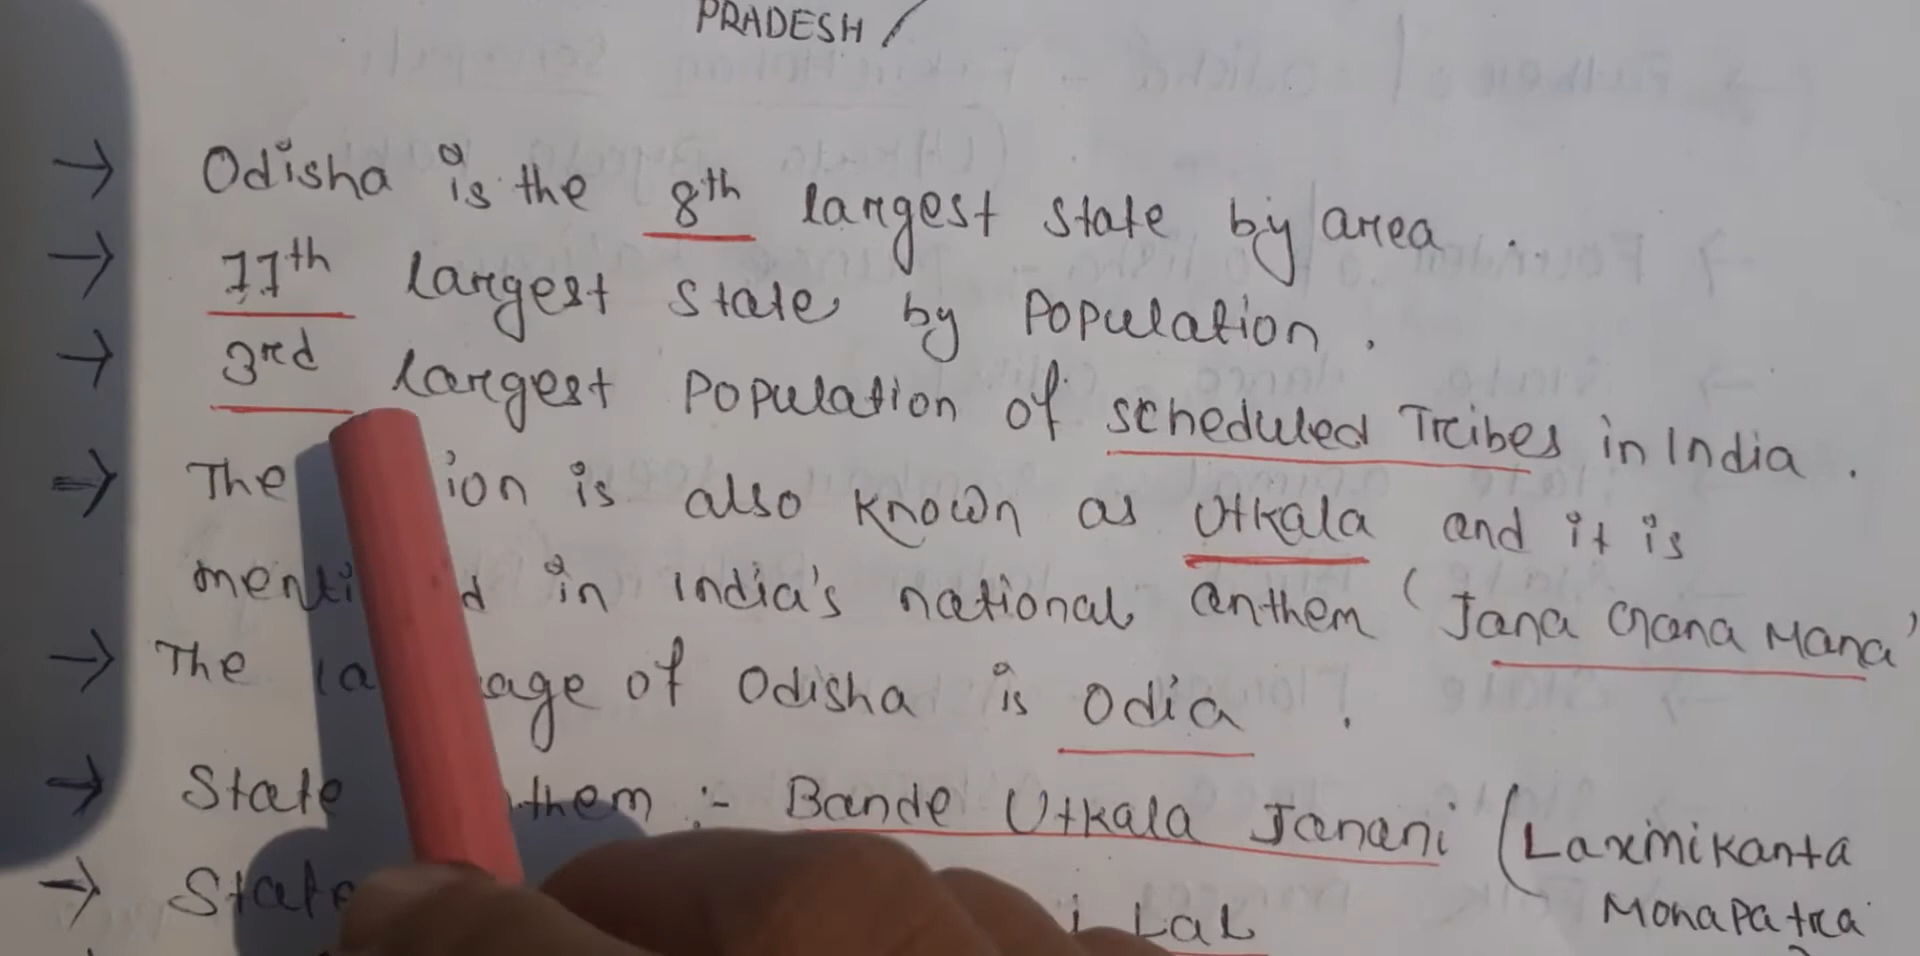 PRADESH /
→ Odisha is the 8th largest state by area .
→ 11th largest state by Population .
→ 3rd largest Population of scheduled Tribes in India .
→ The ion is also known as Utkala and it is
menti d in India's national anthem 'Jana Gana Mana'
→ The la age of Odisha is Odia .
→ State them :- Bande Utkala Janani (Laxmikanta
Mohapatra
→ State i Lal